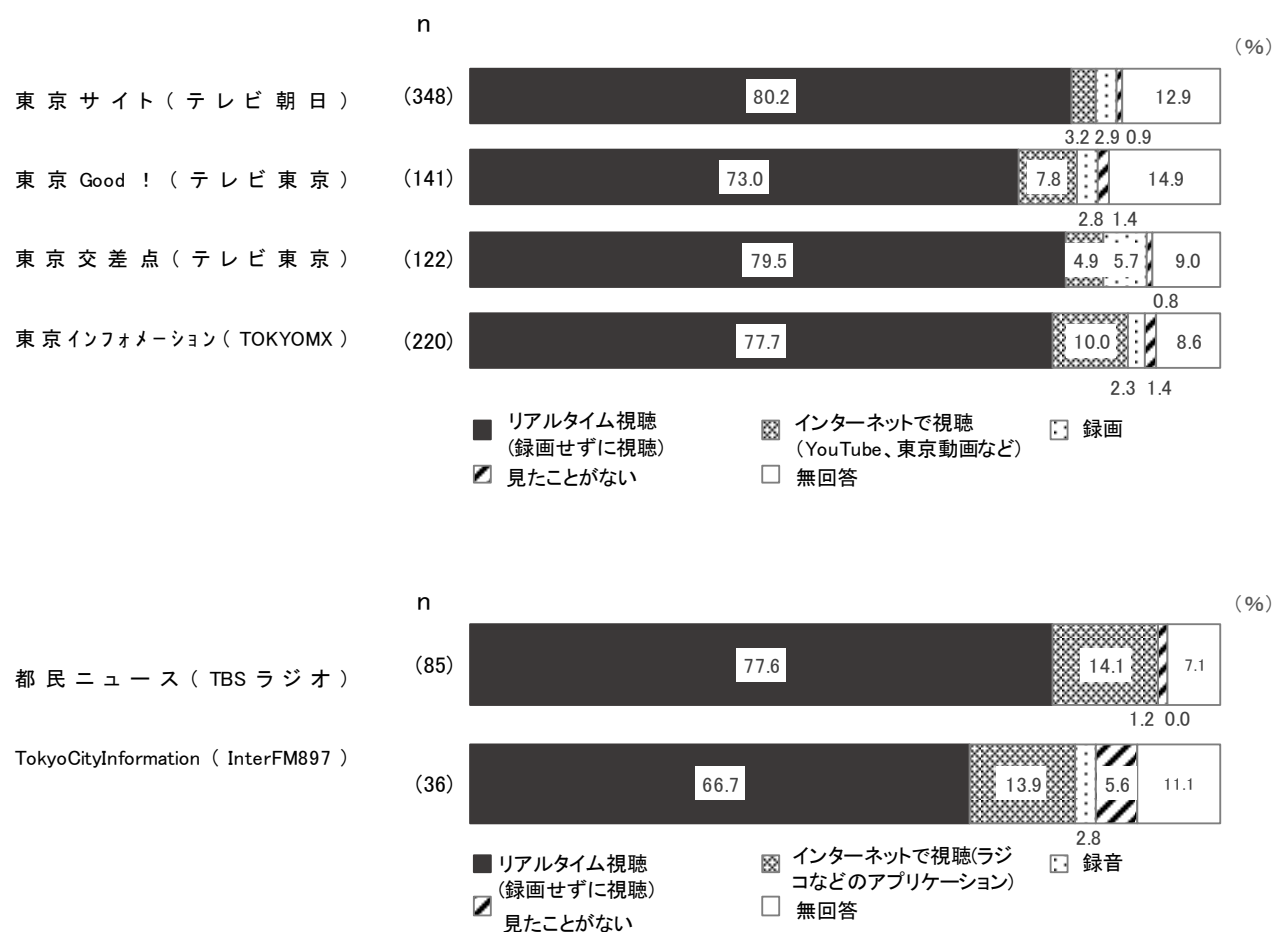 n
(%)
東京サイト(テレビ朝日) (348) 80.2 12.9
3.2 2.9 0.9
東京Good!(テレビ東京) (141) 73.0 7.8 14.9
2.8 1.4
東京交差点(テレビ東京) (122) 79.5 4.9 5.7 9.0
0.8
東京インフォメーション(TOKYOMX) (220) 77.7 10.0 8.6
2.3 1.4
リアルタイム視聴
(録画せずに視聴)
インターネットで視聴
(YouTube、東京動画など)
録画
見たことがない
無回答
n
(%)
都民ニュース(TBSラジオ) (85) 77.6 14.1 7.1
1.2 0.0
TokyoCityInformation(InterFM897) (36) 66.7 13.9 5.6 11.1
2.8
リアルタイム視聴
(録画せずに視聴)
インターネットで視聴(ラジ
コなどのアプリケーション)
録音
見たことがない
無回答